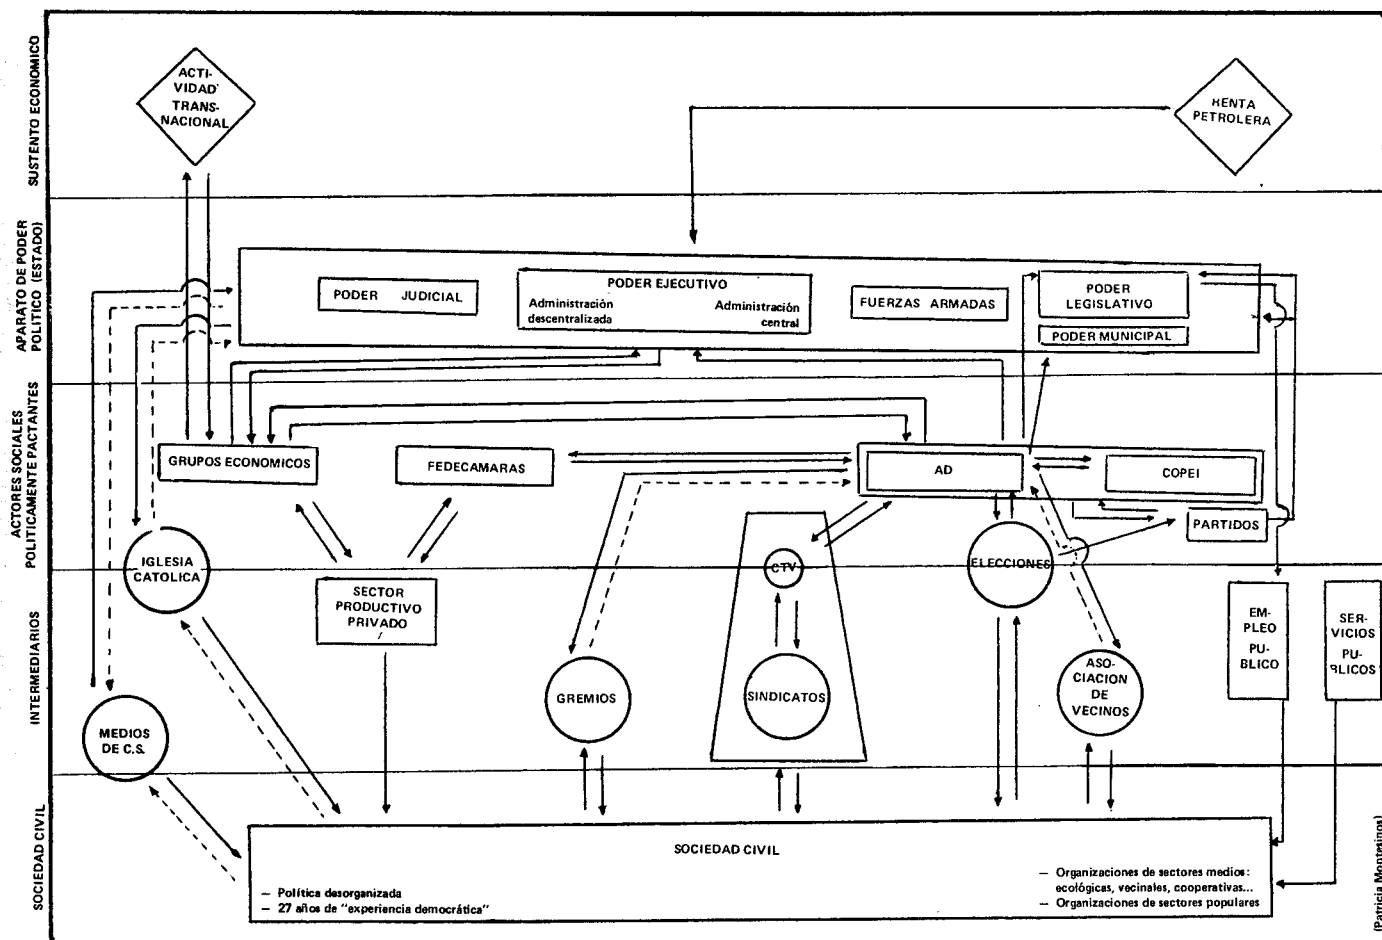 SUSTENTO ECONOMICO
ACTI-
VIDAD
TRANS-
NACIONAL
RENTA
PETROLERA
APARATO DE PODER
POLITICO (ESTADO)
PODER JUDICIAL
PODER EJECUTIVO
Administración
descentralizada
Administración
central
FUERZAS ARMADAS
PODER
LEGISLATIVO
PODER MUNICIPAL
ACTORES SOCIALES
POLITICAMENTE PACTANTES
GRUPOS ECONOMICOS
FEDECAMARAS
AD
COPEI
PARTIDOS
IGLESIA
CATOLICA
CTV
ELECCIONES
INTERMEDIARIOS
SECTOR
PRODUCTIVO
PRIVADO
EM-
PLEO
PU-
BLICO
SER-
VICIOS
PU-
BLICOS
GREMIOS
SINDICATOS
ASO-
CIACION
DE
VECINOS
MEDIOS
DE C.S.
SOCIEDAD CIVIL
SOCIEDAD CIVIL
— Política desorganizada
— 27 años de "experiencia democrática"
— Organizaciones de sectores medios:
ecológicas, vecinales, cooperativas...
— Organizaciones de sectores populares
(Patricia Montesinos)